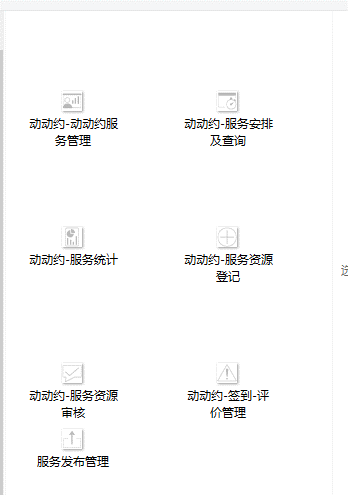 动动约-动动约服
务管理
动动约-服务安排
及查询
动动约-服务统计
动动约-服务资源
登记
动动约-服务资源
审核
动动约-签到-评
价管理
服务发布管理